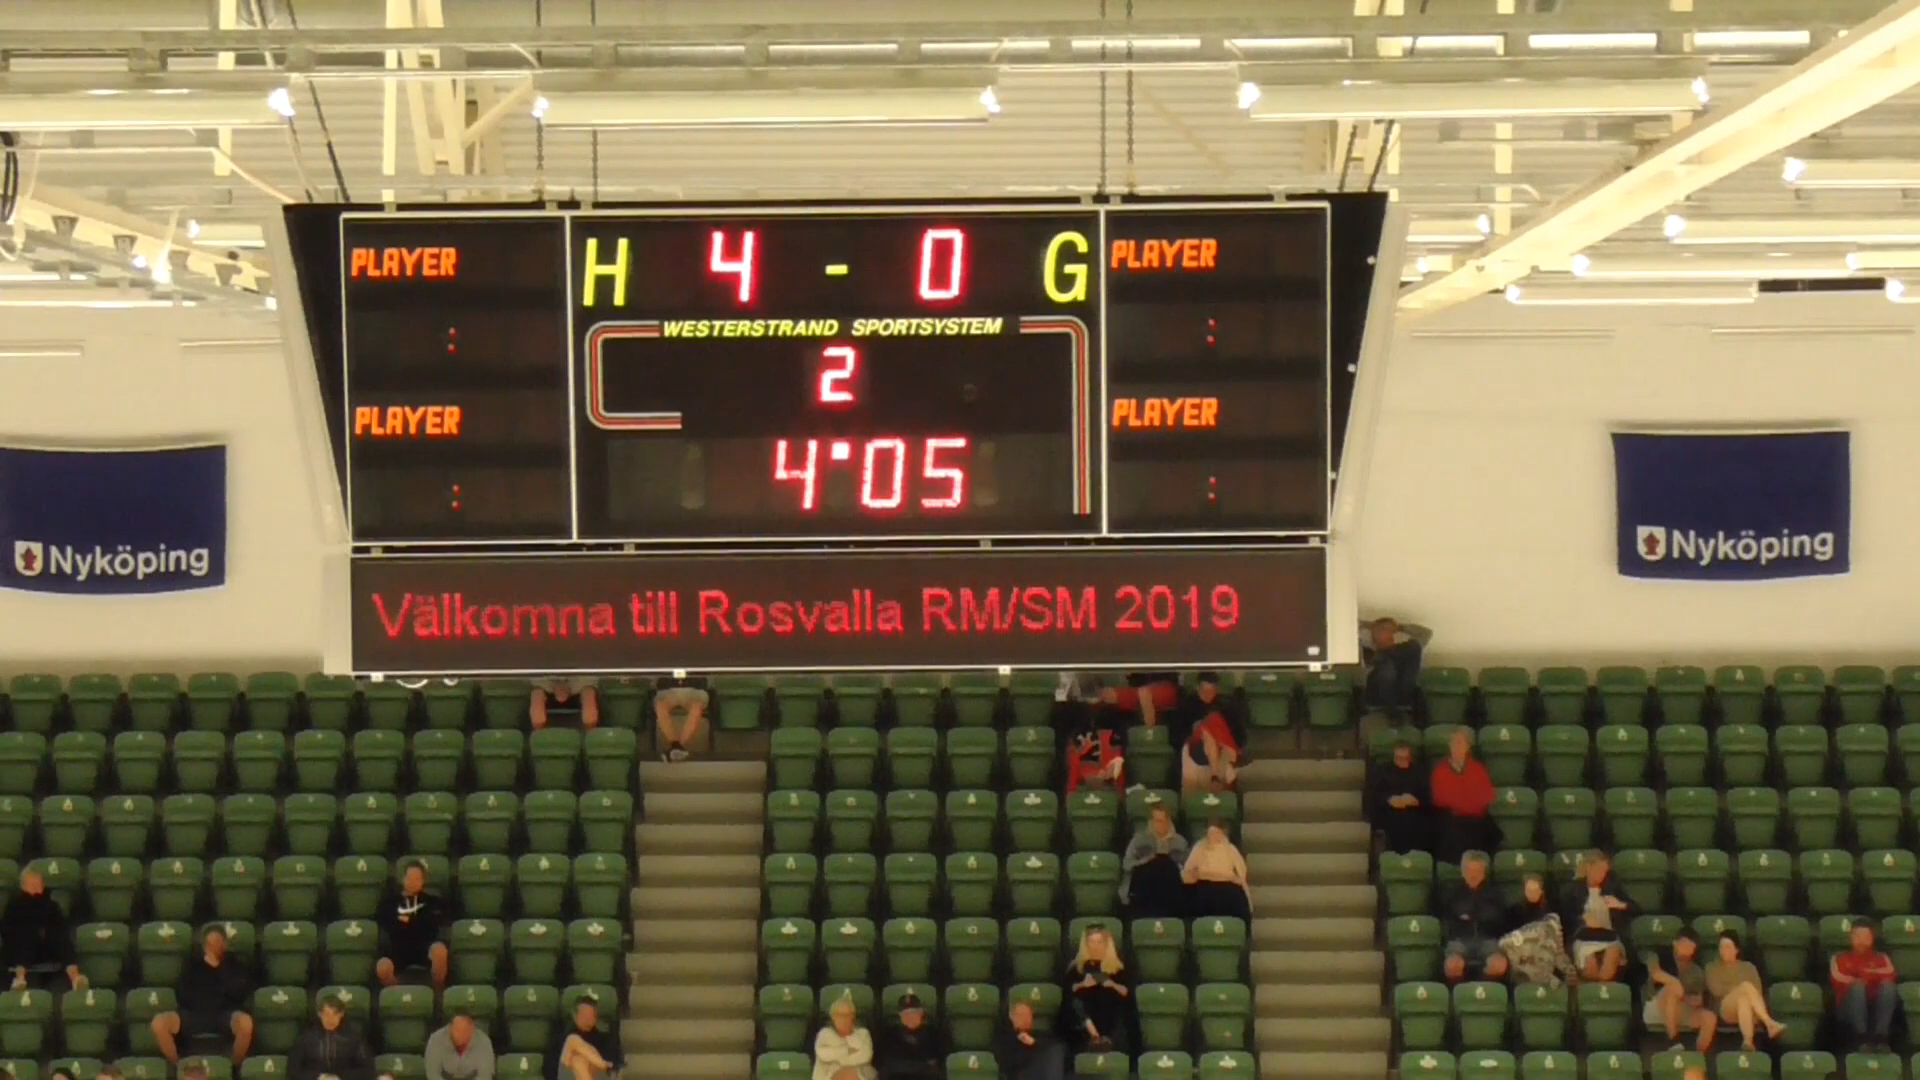 PLAYER H 4 - 0 G PLAYER
: WESTERSTRAND SPORTSYSTEM :
2
PLAYER PLAYER
: 4:05 :
Nyköping
Nyköping
Välkomna till Rosvalla RM/SM 2019